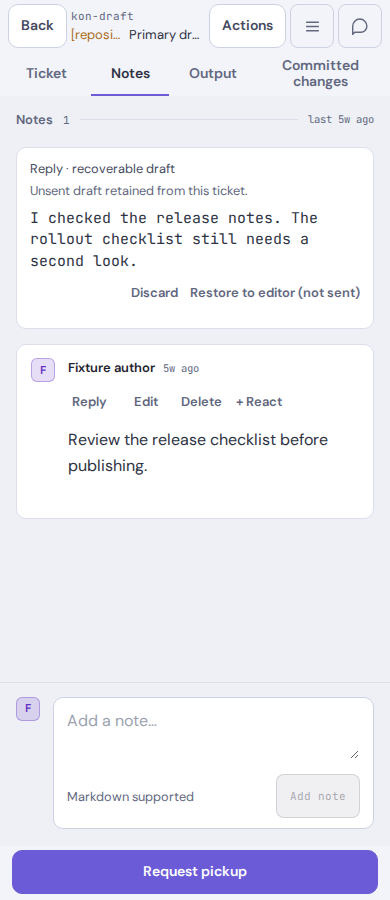 Back
kon-draft
[reposi… Primary dr…
Actions
Ticket
Notes
Output
Committed
changes
Notes 1
last 5w ago
Reply · recoverable draft
Unsent draft retained from this ticket.
I checked the release notes. The
rollout checklist still needs a
second look.
Discard Restore to editor (not sent)
F
Fixture author 5w ago
Reply Edit Delete + React
Review the release checklist before
publishing.
F
Add a note…
Markdown supported
Add note
Request pickup